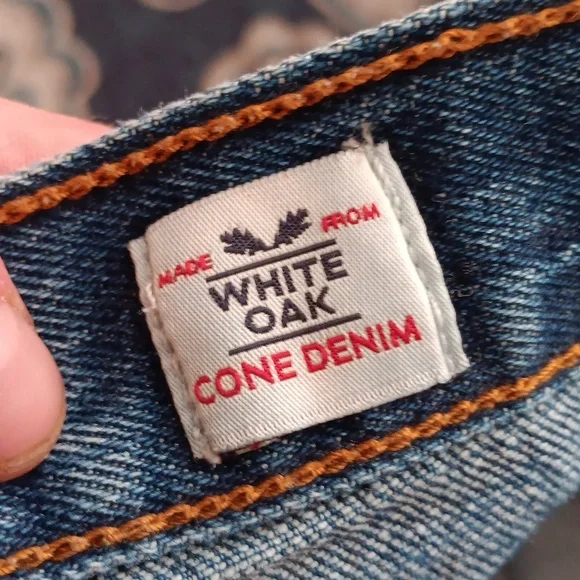 MADE FROM
WHITE
OAK
CONE DENIM